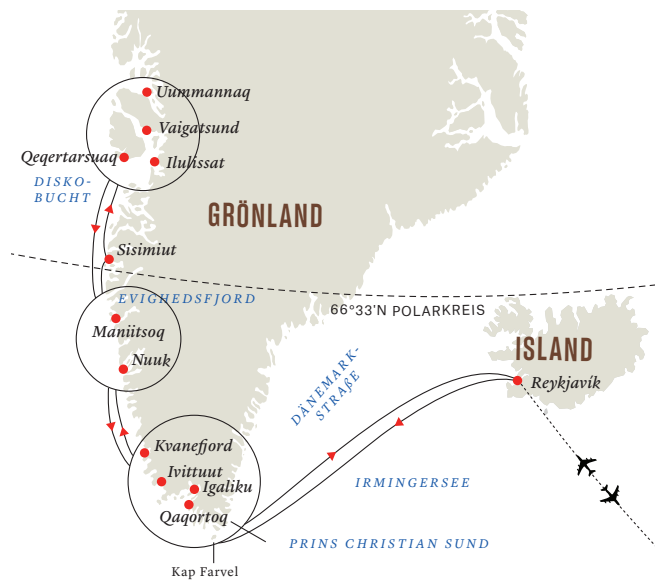 Uummannaq
Vaigatsund
Qeqertarsuaq
Ilulissat
DISKO-
BUCHT
GRÖNLAND
Sisimiut
EVIGHEDSFJORD
66°33'N POLARKREIS
Maniitsoq
Nuuk
DÄNEMARK-
STRAßE
ISLAND
Reykjavík
Kvanefjord
Ivittuut
Igaliku
Qaqortoq
IRMINGERSEE
PRINS CHRISTIAN SUND
Kap Farvel